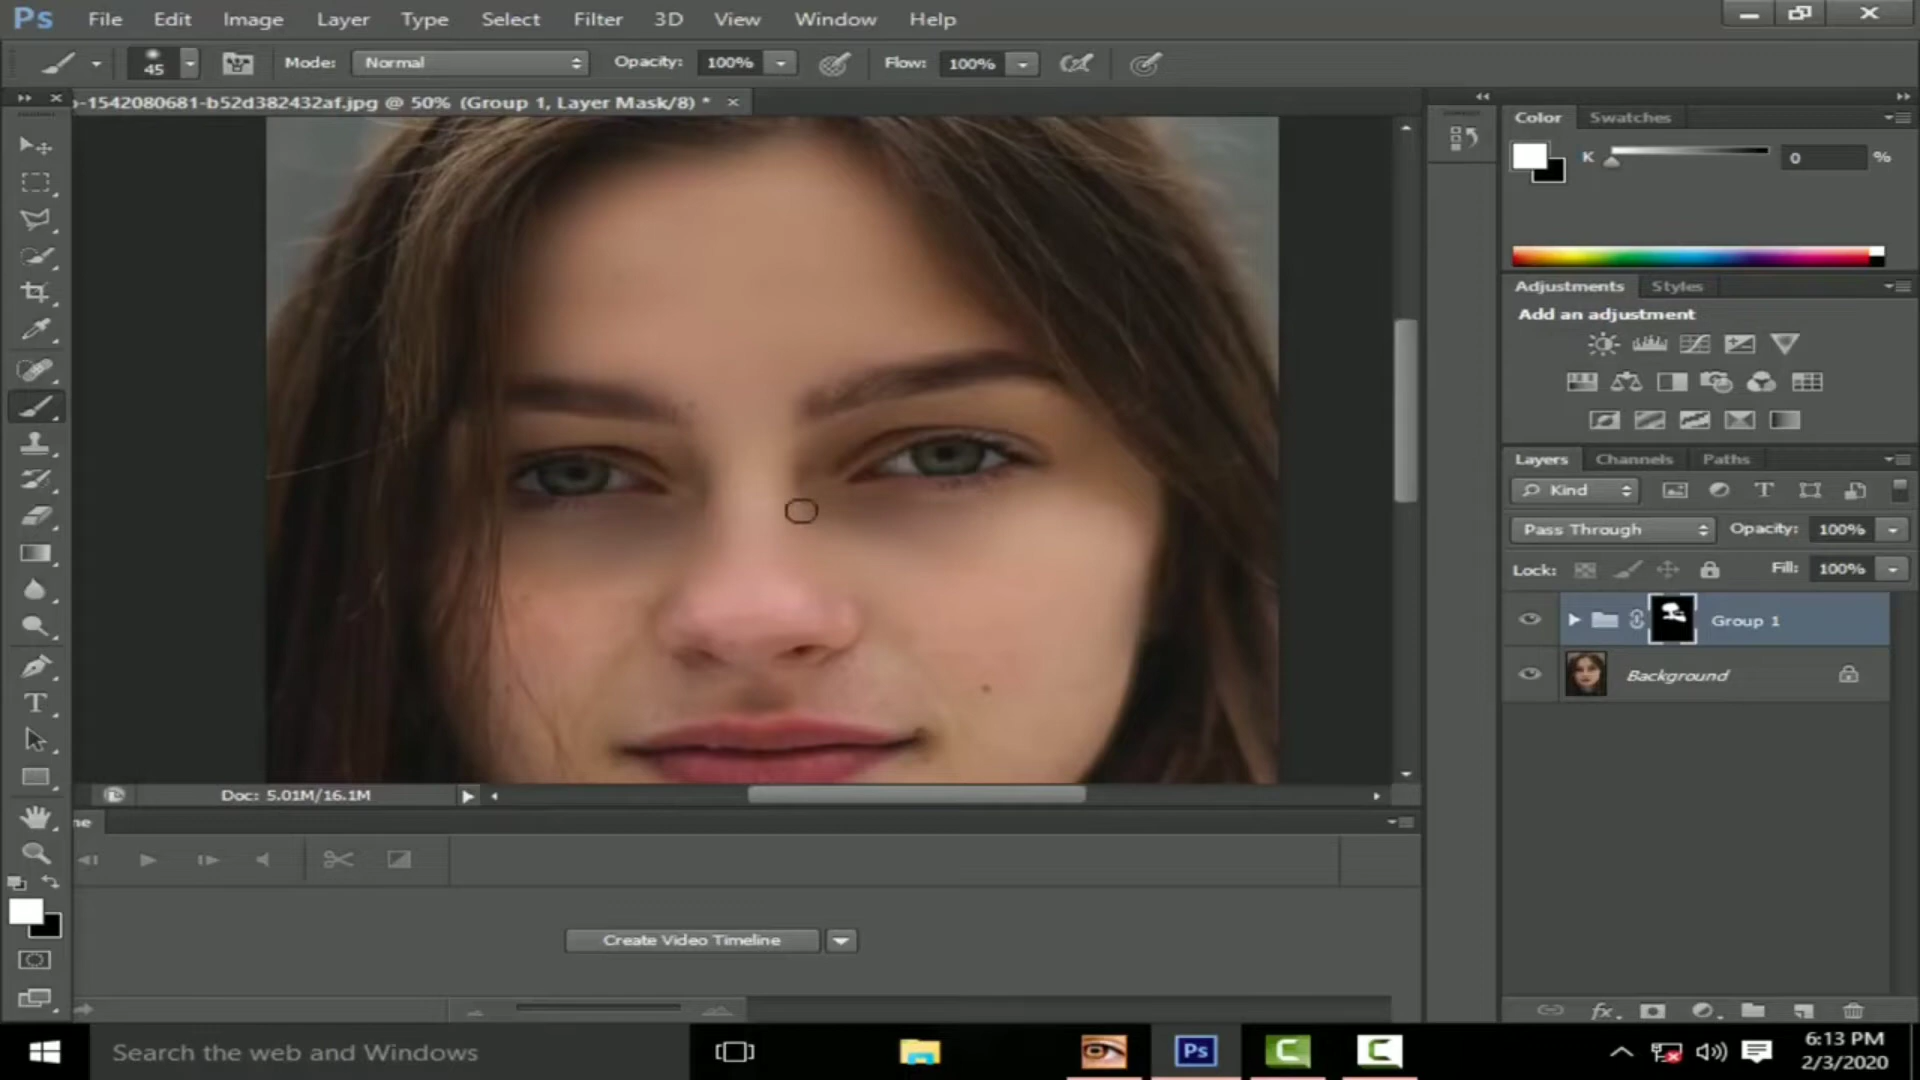 Ps File Edit Image Layer Type Select Filter 3D View Window Help
45 Mode: Normal Opacity: 100% Flow: 100%
-1542080681-b52d382432af.jpg @ 50% (Group 1, Layer Mask/8) *
Color Swatches
K 0 %
Adjustments Styles
Add an adjustment
Layers Channels Paths
Kind
Pass Through Opacity: 100%
Lock: Fill: 100%
Group 1
Background
Doc: 5.01M/16.1M
ne
Create Video Timeline
fx
Search the web and Windows
Ps
6:13 PM
2/3/2020